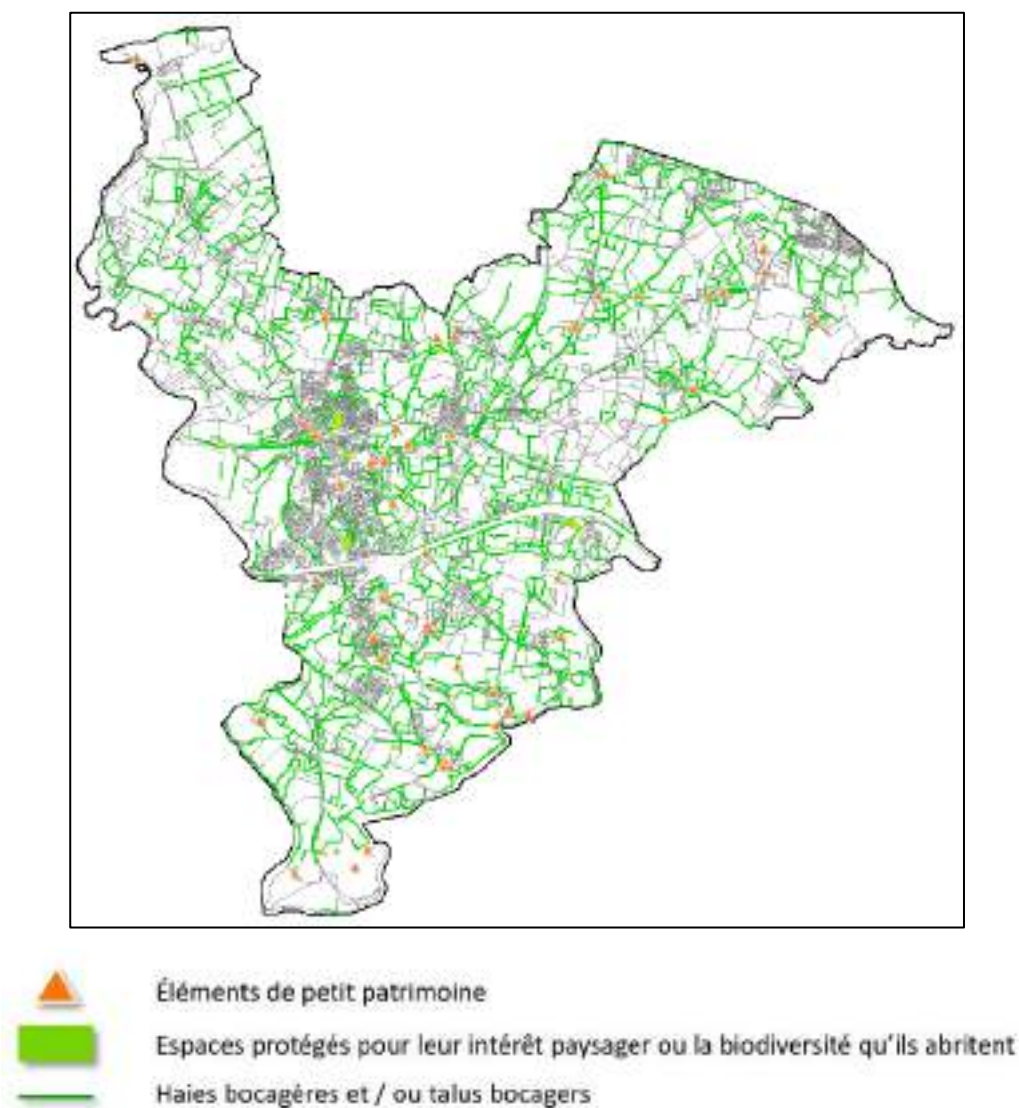 Éléments de petit patrimoine
Espaces protégés pour leur intérêt paysager ou la biodiversité qu'ils abritent
Haies bocagères et / ou talus bocagers